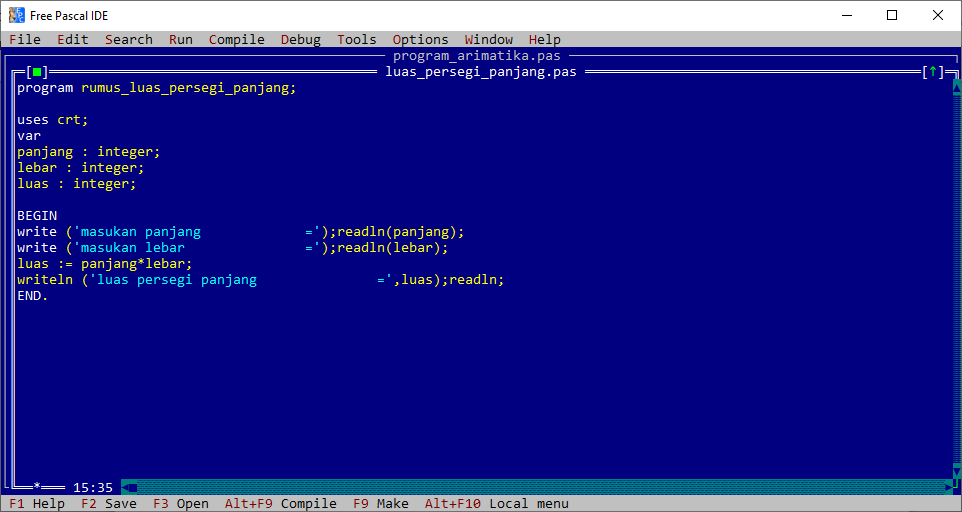 Free Pascal IDE
File Edit Search Run Compile Debug Tools Options Window Help
program_arimatika.pas
[■] luas_persegi_panjang.pas [↑]
program rumus_luas_persegi_panjang;
uses crt;
var
panjang : integer;
lebar : integer;
luas : integer;
BEGIN
write ('masukan panjang             =');readln(panjang);
write ('masukan lebar               =');readln(lebar);
luas := panjang*lebar;
writeln ('luas persegi panjang               =',luas);readln;
END.
* 15:35
F1 Help F2 Save F3 Open Alt+F9 Compile F9 Make Alt+F10 Local menu